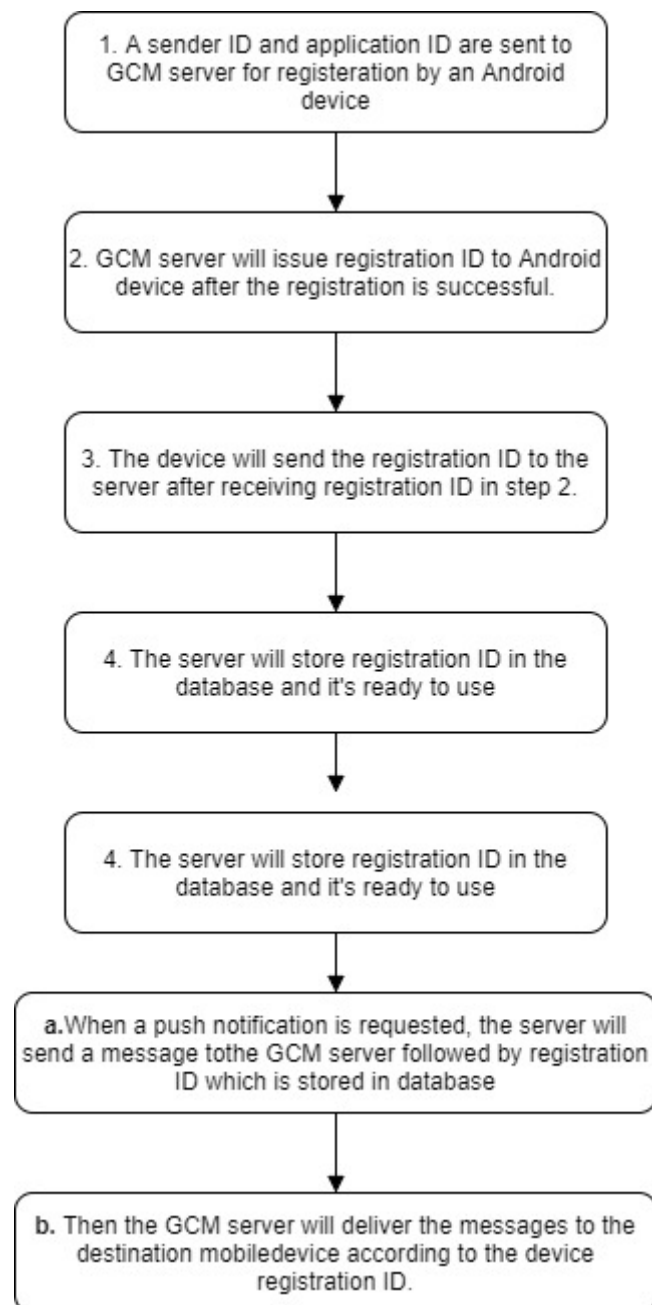 1. A sender ID and application ID are sent to
GCM server for registeration by an Android
device
2. GCM server will issue registration ID to Android
device after the registration is successful.
3. The device will send the registration ID to the
server after receiving registration ID in step 2.
4. The server will store registration ID in the
database and it's ready to use
4. The server will store registration ID in the
database and it's ready to use
a.When a push notification is requested, the server will
send a message tothe GCM server followed by registration
ID which is stored in database
b. Then the GCM server will deliver the messages to the
destination mobiledevice according to the device
registration ID.